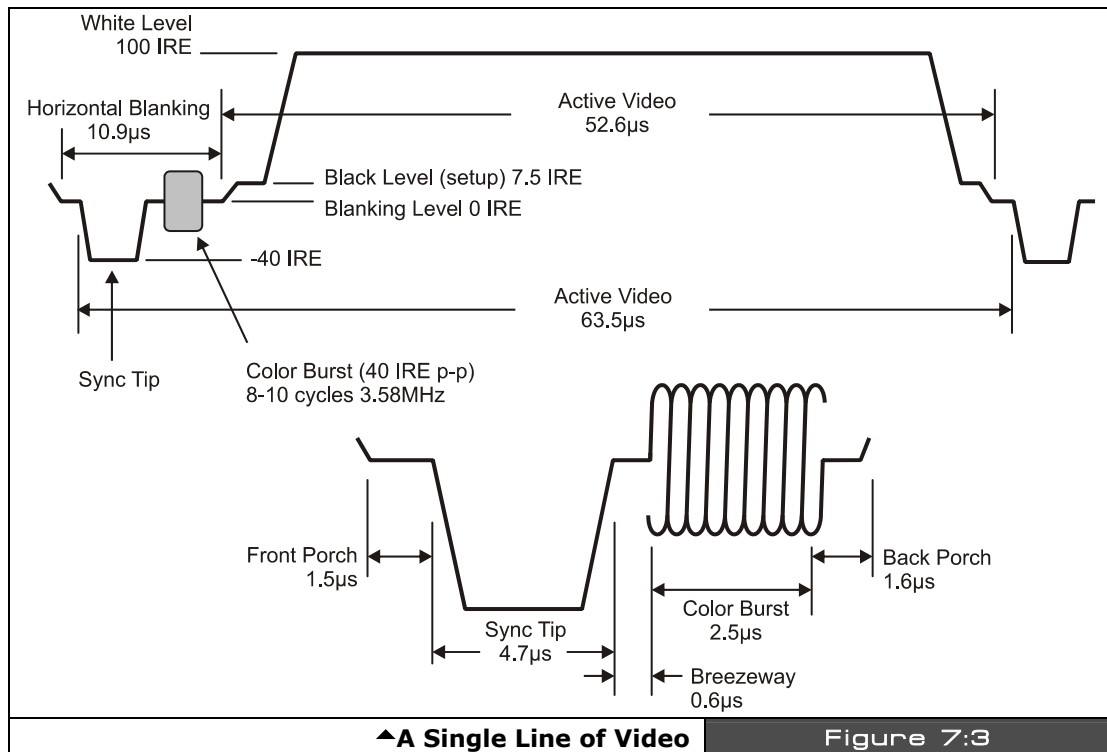 White Level
100 IRE
Horizontal Blanking
10.9µs
Active Video
52.6µs
Black Level (setup) 7.5 IRE
Blanking Level 0 IRE
-40 IRE
Active Video
63.5µs
Sync Tip
Color Burst (40 IRE p-p)
8-10 cycles 3.58MHz
Front Porch
1.5µs
Back Porch
1.6µs
Color Burst
2.5µs
Sync Tip
4.7µs
Breezeway
0.6µs
A Single Line of Video
Figure 7:3